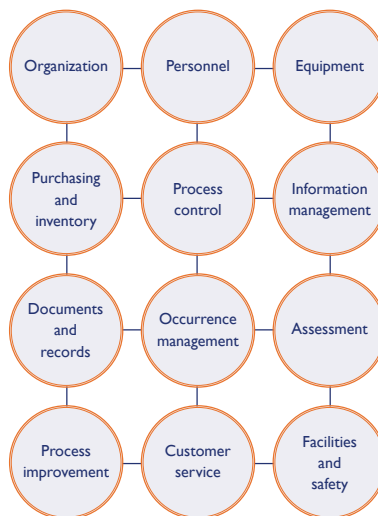 Organization
Personnel
Equipment
Purchasing
and
inventory
Process
control
Information
management
Documents
and
records
Occurrence
management
Assessment
Process
improvement
Customer
service
Facilities
and
safety